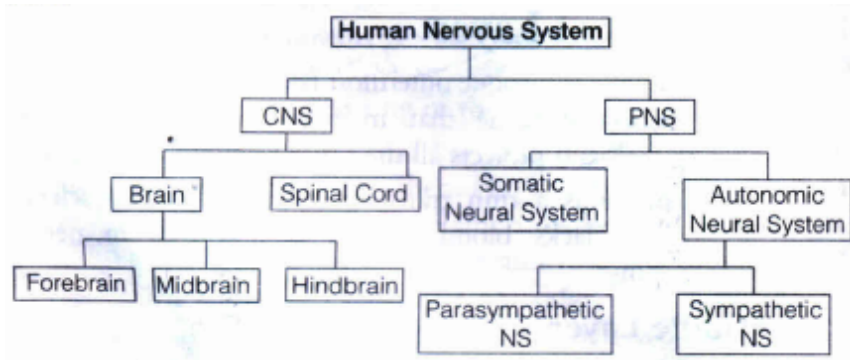 Human Nervous System
CNS
PNS
Brain
Spinal Cord
Somatic
Neural System
Autonomic
Neural System
Forebrain
Midbrain
Hindbrain
Parasympathetic
NS
Sympathetic
NS